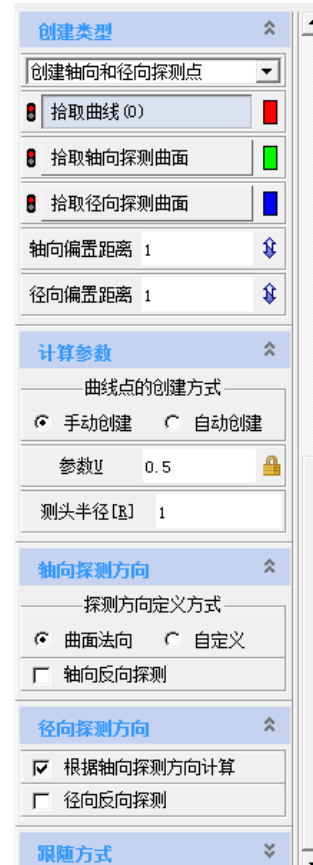 创建类型
创建轴向和径向探测点
拾取曲线(0)
拾取轴向探测曲面
拾取径向探测曲面
轴向偏置距离 1
径向偏置距离 1
计算参数
曲线点的创建方式
手动创建 自动创建
参数U 0.5
测头半径[R] 1
轴向探测方向
探测方向定义方式
曲面法向 自定义
轴向反向探测
径向探测方向
根据轴向探测方向计算
径向反向探测
跟随方式